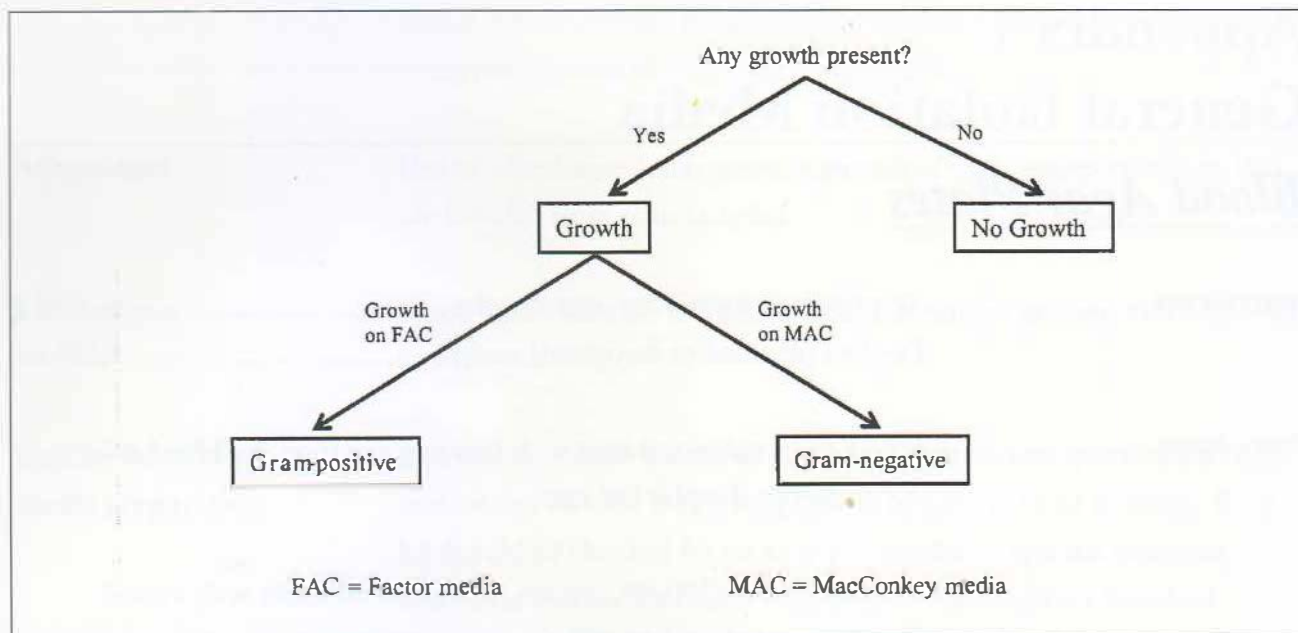 Any growth present?
Yes
No
Growth
No Growth
Growth
on FAC
Growth
on MAC
Gram-positive
Gram-negative
FAC = Factor media
MAC = MacConkey media